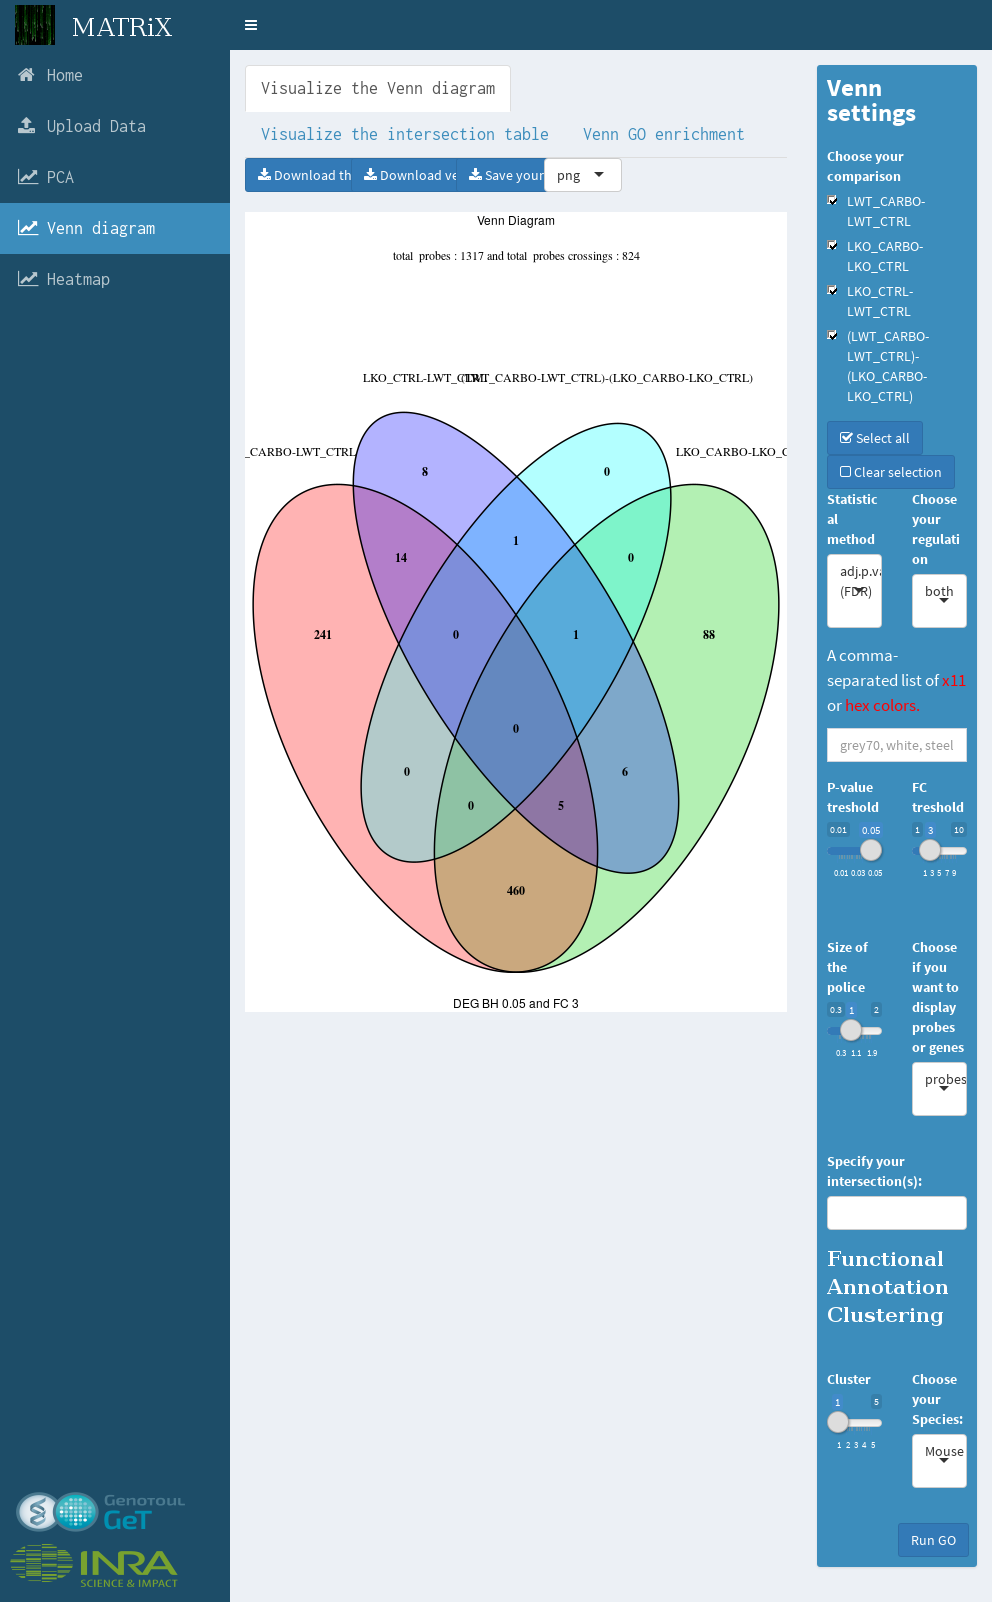 MATRiX
Home
Upload Data
PCA
Venn diagram
Heatmap
Visualize the Venn diagram
Visualize the intersection table
Venn GO enrichment
Download th
Download ve
Save your
png
Venn Diagram
total probes : 1317 and total probes crossings : 824
LKO_CTRL-LWT_CTRL
(LWT_CARBO-LWT_CTRL)-(LKO_CARBO-LKO_CTRL)
_CARBO-LWT_CTRL
LKO_CARBO-LKO_C
8
0
14
1
0
241
0
1
88
0
0
6
0
5
460
DEG BH 0.05 and FC 3
Venn
settings
Choose your
comparison
LWT_CARBO-
LWT_CTRL
LKO_CARBO-
LKO_CTRL
LKO_CTRL-
LWT_CTRL
(LWT_CARBO-
LWT_CTRL)-
(LKO_CARBO-
LKO_CTRL)
Select all
Clear selection
Statistic
al
method
adj.p.va
(FDR)
Choose
your
regulati
on
both
A comma-
separated list of x11
or hex colors.
grey70, white, steel
P-value
treshold
0.01 0.05
0.01 0.03 0.05
FC
treshold
1 3 10
1 3 5 7 9
Size of
the
police
0.3 1 2
0.3 1.1 1.9
Choose
if you
want to
display
probes
or genes
probes
Specify your
intersection(s):
Functional
Annotation
Clustering
Cluster
1 5
1 2 3 4 5
Choose
your
Species:
Mouse
Run GO
GENOTOUL
GeT
INRA
SCIENCE & IMPACT